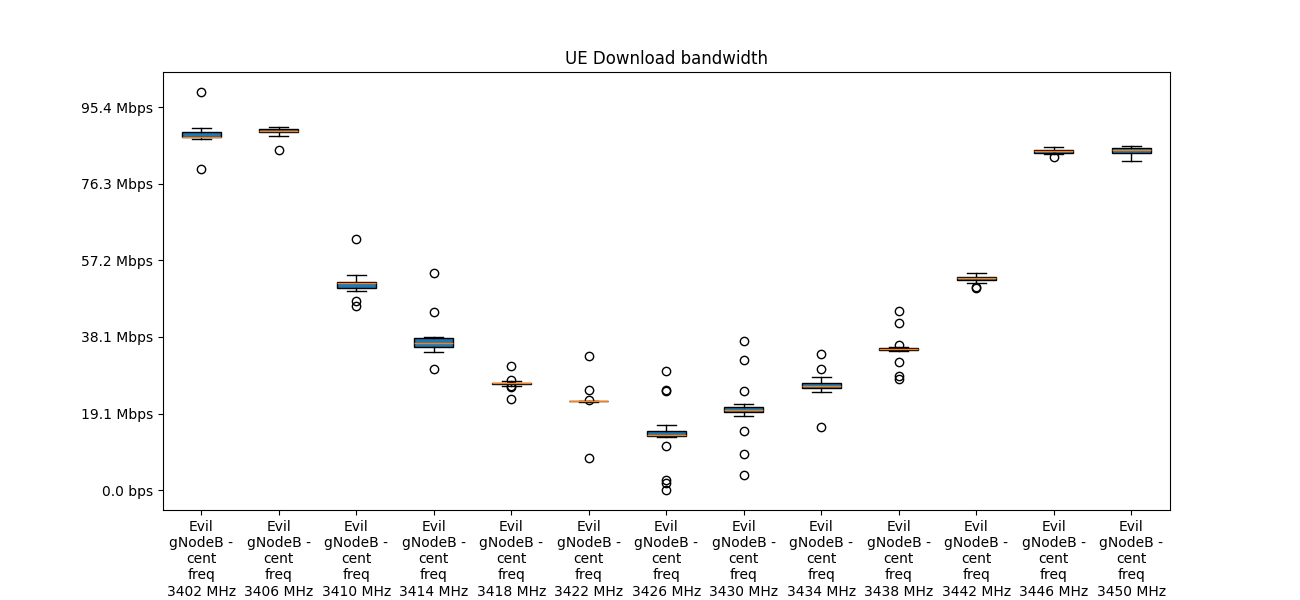 UE Download bandwidth
95.4 Mbps
76.3 Mbps
57.2 Mbps
38.1 Mbps
19.1 Mbps
0.0 bps
Evil
gNodeB -
cent
freq
3402 MHz
Evil
gNodeB -
cent
freq
3406 MHz
Evil
gNodeB -
cent
freq
3410 MHz
Evil
gNodeB -
cent
freq
3414 MHz
Evil
gNodeB -
cent
freq
3418 MHz
Evil
gNodeB -
cent
freq
3422 MHz
Evil
gNodeB -
cent
freq
3426 MHz
Evil
gNodeB -
cent
freq
3430 MHz
Evil
gNodeB -
cent
freq
3434 MHz
Evil
gNodeB -
cent
freq
3438 MHz
Evil
gNodeB -
cent
freq
3442 MHz
Evil
gNodeB -
cent
freq
3446 MHz
Evil
gNodeB -
cent
freq
3450 MHz